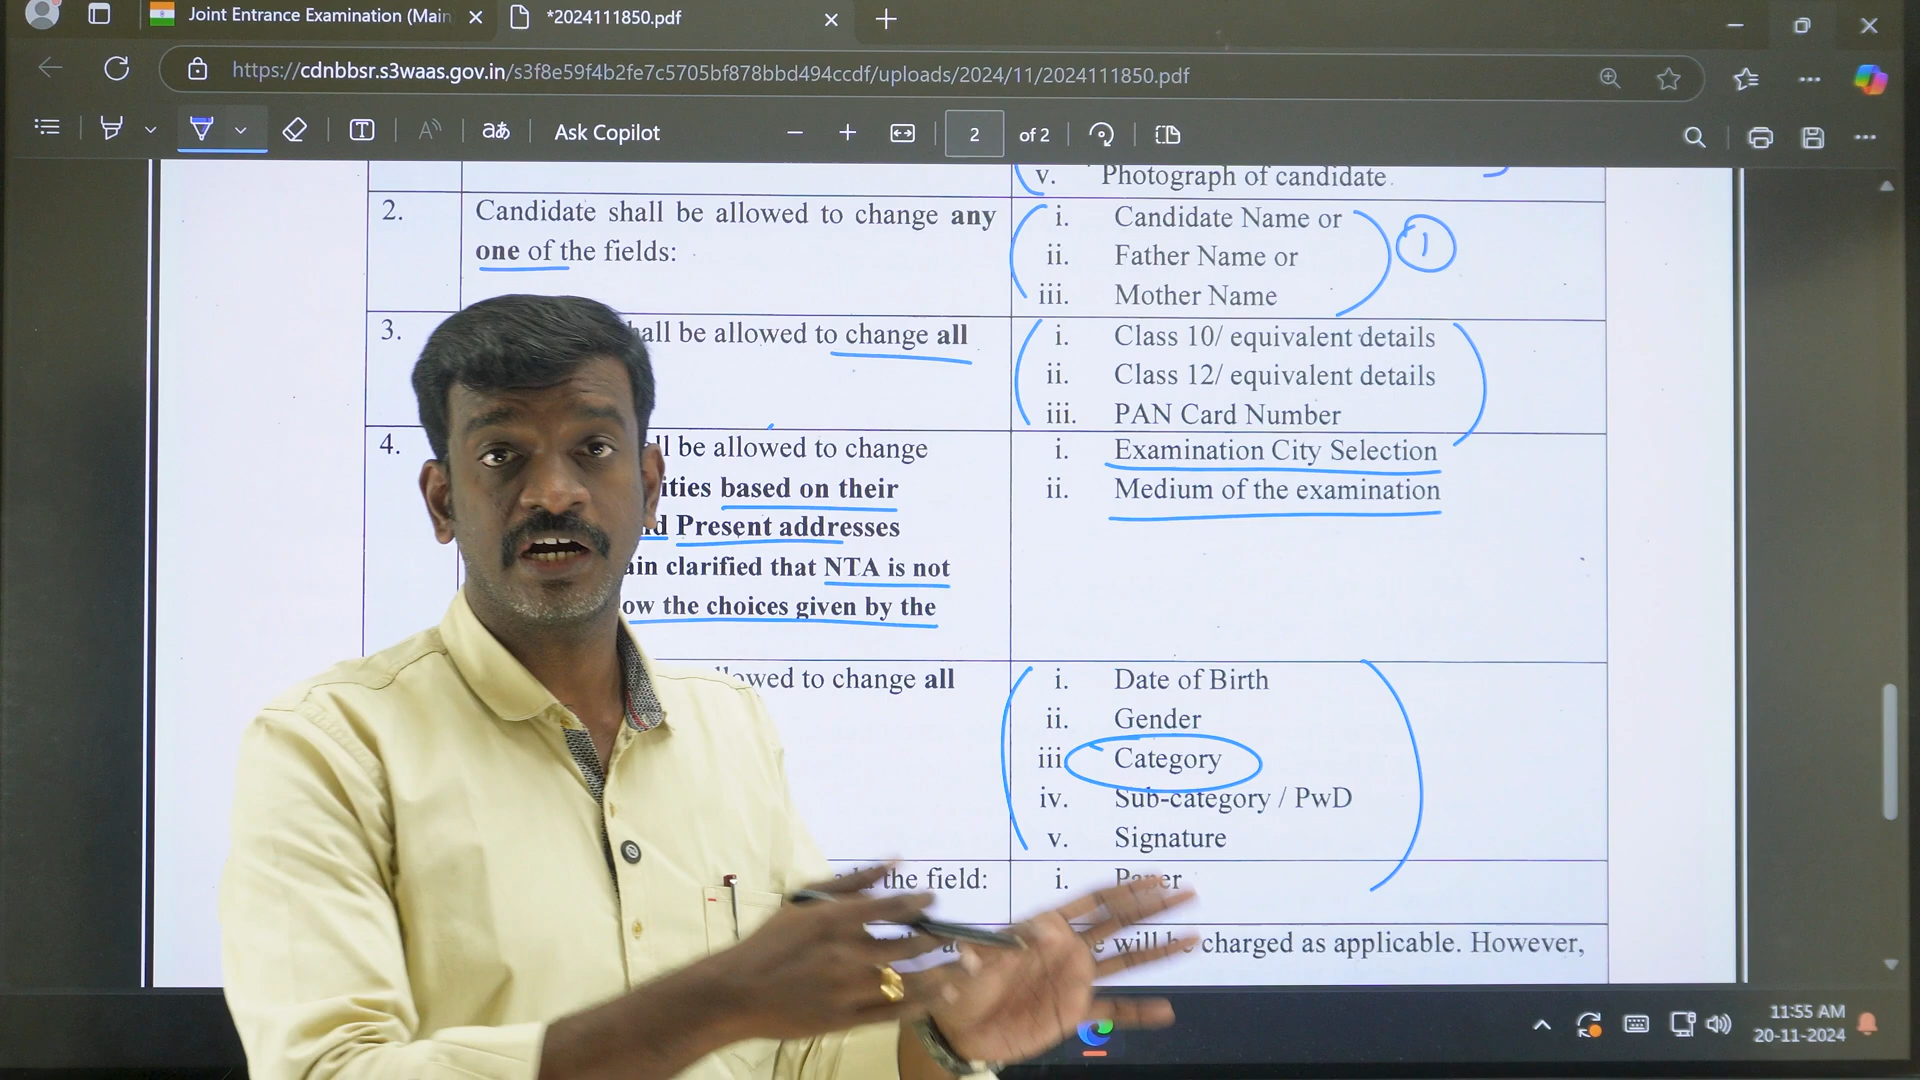 Joint Entrance Examination (Main
*2024111850.pdf
https://cdnbbsr.s3waas.gov.in/s3f8e59f4b2fe7c5705bf878bbd494ccdf/uploads/2024/11/2024111850.pdf
Ask Copilot
2 of 2
v. Photograph of candidate
2. Candidate shall be allowed to change any
one of the fields:
i. Candidate Name or
ii. Father Name or
iii. Mother Name
1
3. shall be allowed to change all
i. Class 10/ equivalent details
ii. Class 12/ equivalent details
iii. PAN Card Number
4. be allowed to change
based on their
Present addresses
clarified that NTA is not
the choices given by the
i. Examination City Selection
ii. Medium of the examination
to change all
i. Date of Birth
ii. Gender
iii. Category
iv. Sub-category / PwD
v. Signature
the field:
i. Paper
will be charged as applicable. However,
11:55 AM
20-11-2024